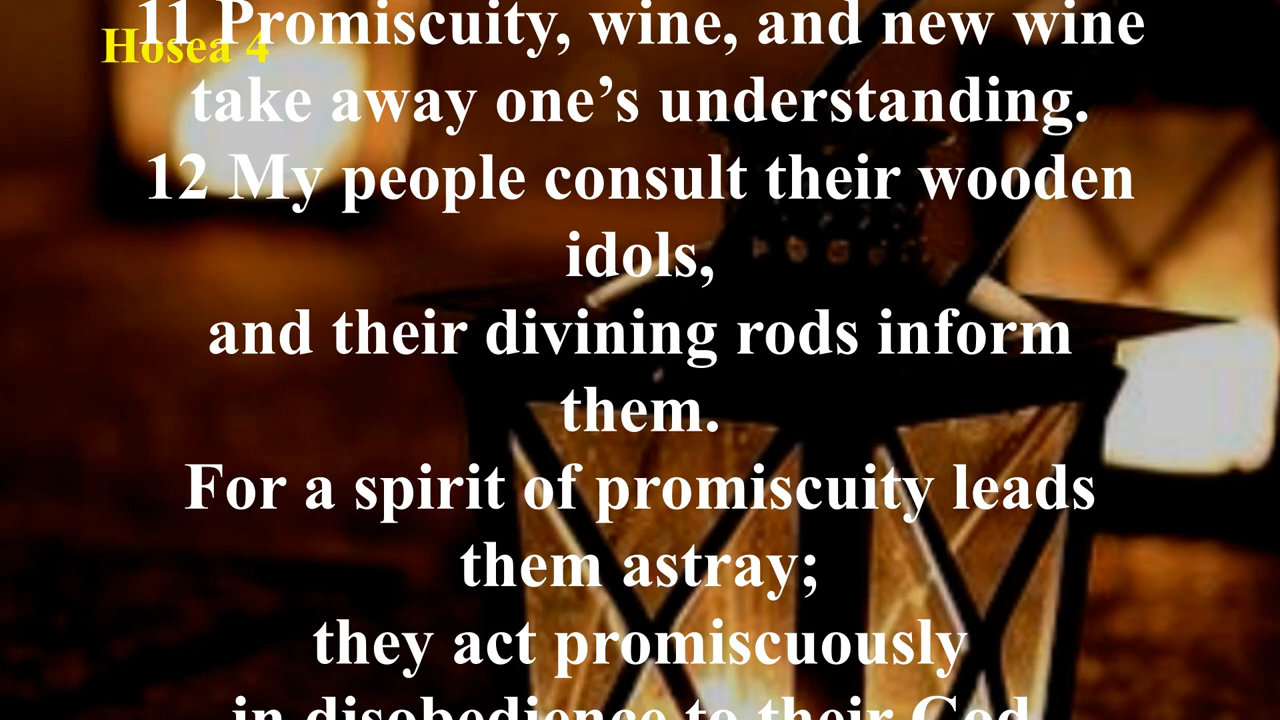 Hosea 4
11 Promiscuity, wine, and new wine
take away one’s understanding.
12 My people consult their wooden
idols,
and their divining rods inform
them.
For a spirit of promiscuity leads
them astray;
they act promiscuously
in disobedience to their God.